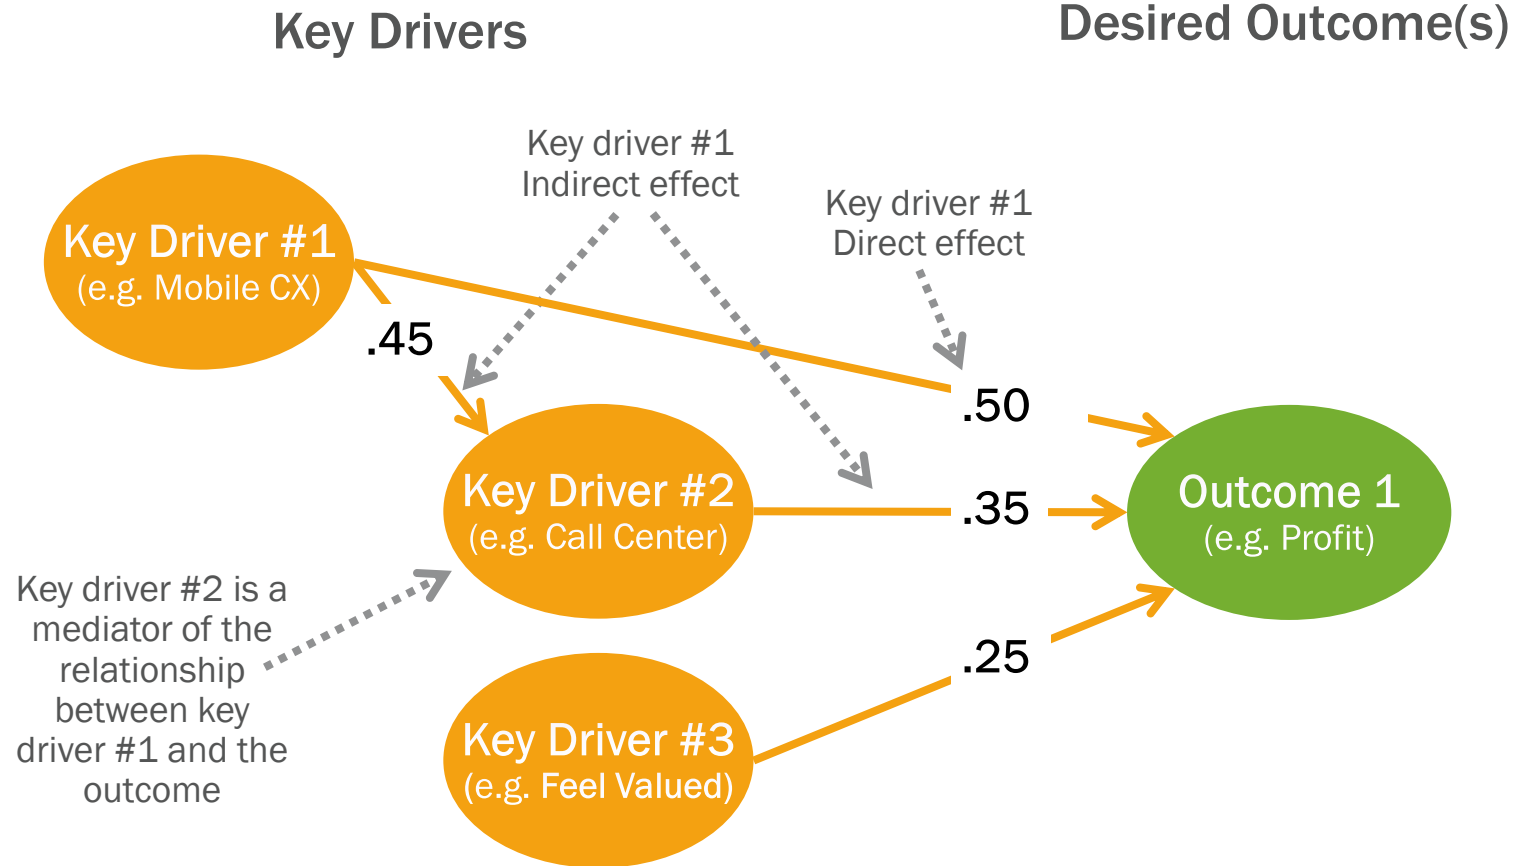 Key Drivers
Desired Outcome(s)
Key driver #1
Indirect effect
Key driver #1
Direct effect
Key Driver #1
(e.g. Mobile CX)
.45
.50
Key Driver #2
(e.g. Call Center)
.35
Outcome 1
(e.g. Profit)
Key driver #2 is a
mediator of the
relationship
between key
driver #1 and the
outcome
.25
Key Driver #3
(e.g. Feel Valued)